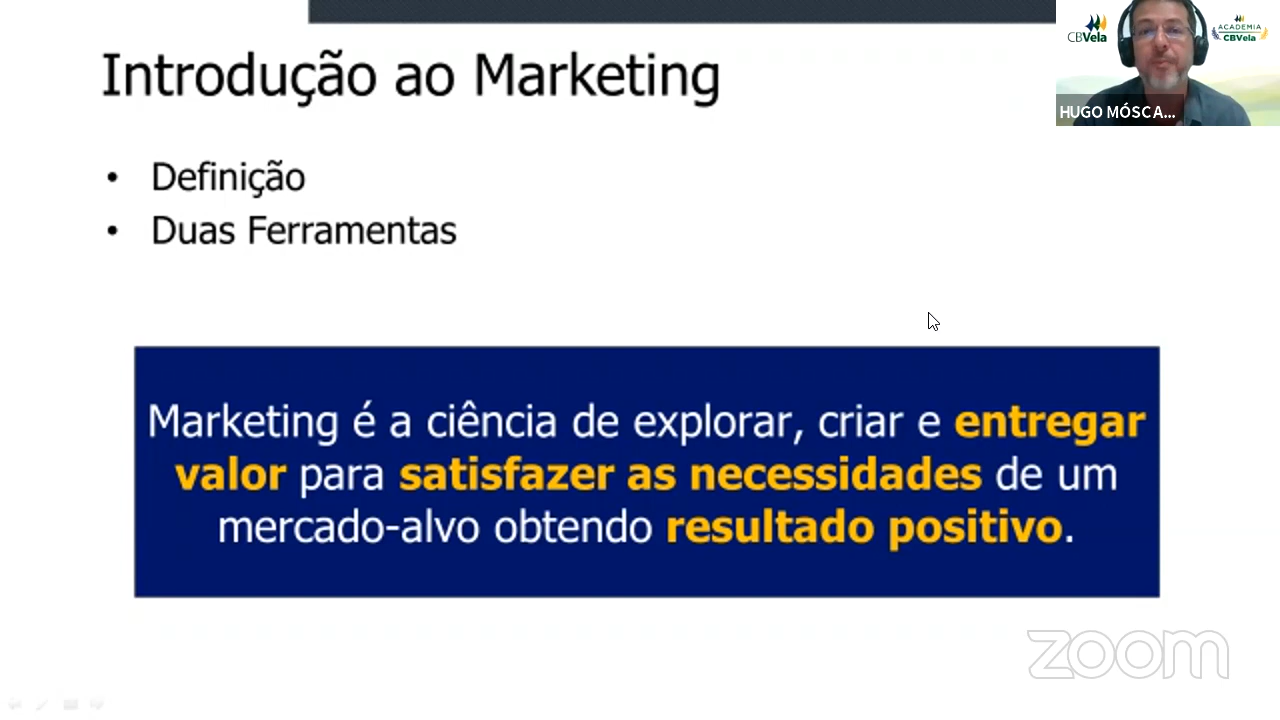 Introdução ao Marketing
CBVela
ACADEMIA
CBVela
HUGO MÓSCA...
• Definição
• Duas Ferramentas
Marketing é a ciência de explorar, criar e entregar
valor para satisfazer as necessidades de um
mercado-alvo obtendo resultado positivo.
zoom